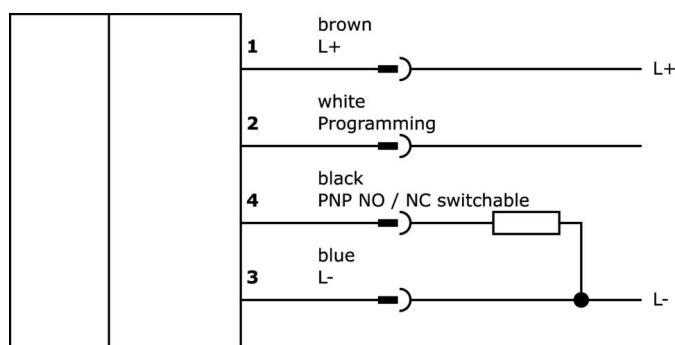 brown
1 L+
L+
white
2 Programming
black
4 PNP NO / NC switchable
blue
3 L-
L-